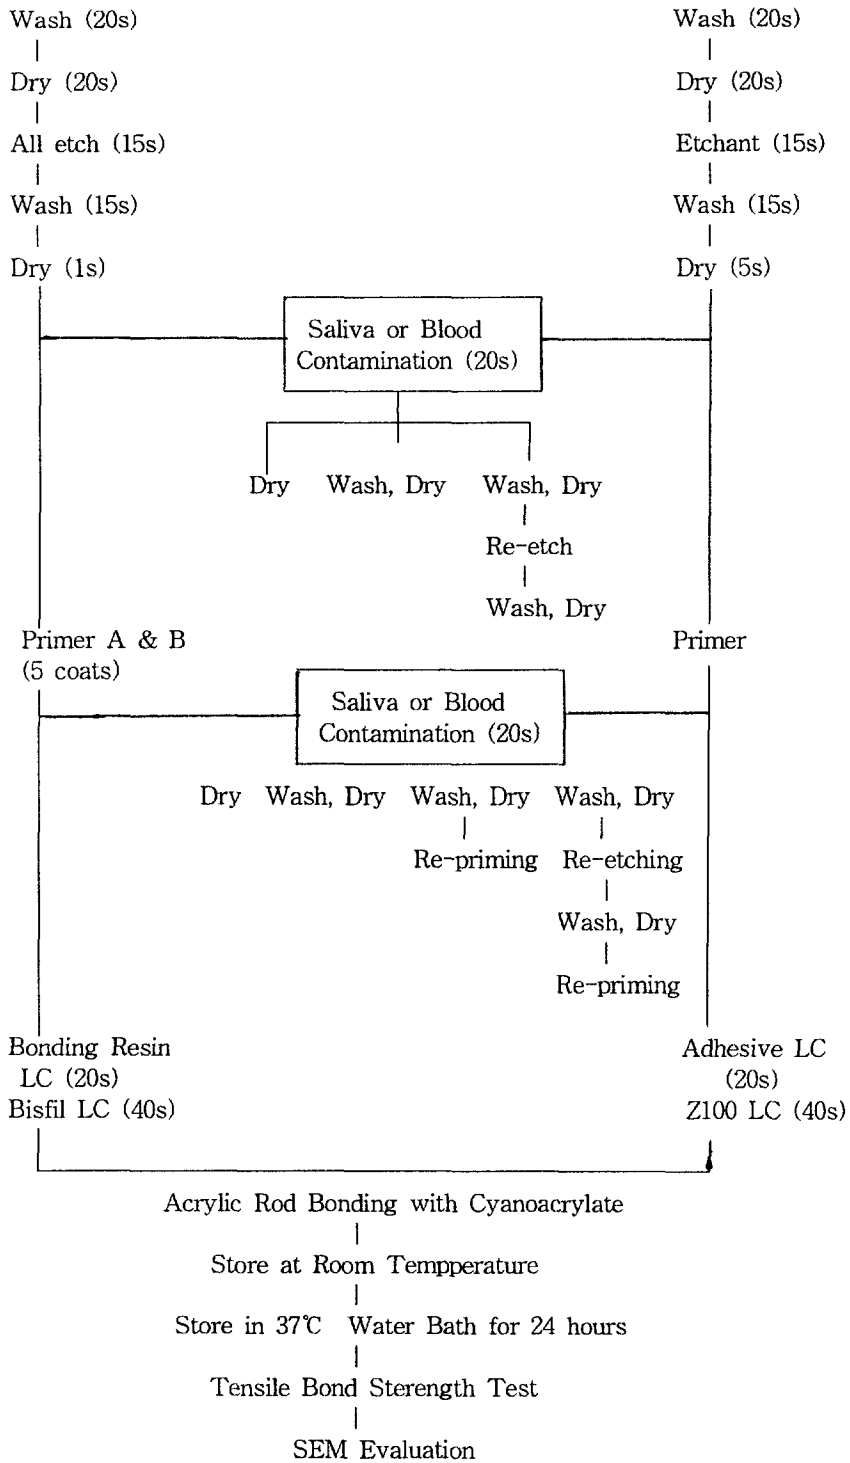 Wash (20s)
Dry (20s)
All etch (15s)
Wash (15s)
Dry (1s)
Wash (20s)
Dry (20s)
Etchant (15s)
Wash (15s)
Dry (5s)
Saliva or Blood
Contamination (20s)
Dry
Wash, Dry
Wash, Dry
Re-etch
Wash, Dry
Primer A & B
(5 coats)
Primer
Saliva or Blood
Contamination (20s)
Dry
Wash, Dry
Wash, Dry
Re-priming
Wash, Dry
Re-etching
Wash, Dry
Re-priming
Bonding Resin
LC (20s)
Bisfil LC (40s)
Adhesive LC
(20s)
Z100 LC (40s)
Acrylic Rod Bonding with Cyanoacrylate
Store at Room Tempperature
Store in 37℃ Water Bath for 24 hours
Tensile Bond Sterength Test
SEM Evaluation